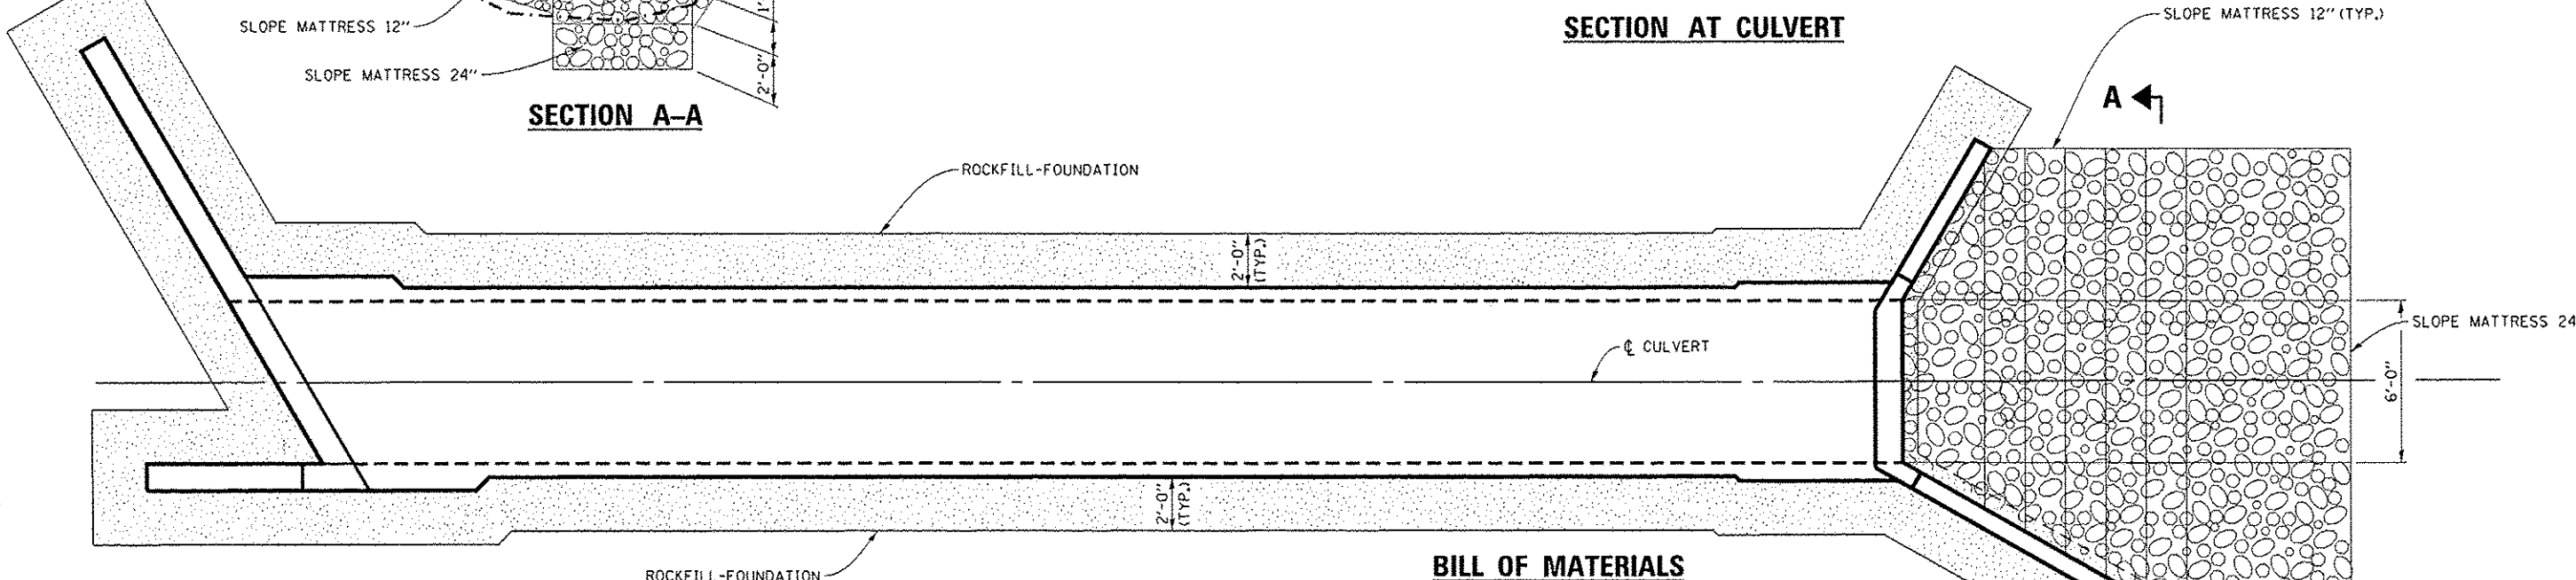 SLOPE MATTRESS 12"
SLOPE MATTRESS 24"
2'-0"
SECTION A–A
SECTION AT CULVERT
SLOPE MATTRESS 12" (TYP.)
A
ROCKFILL-FOUNDATION
2'-0"
(TYP.)
℄ CULVERT
SLOPE MATTRESS 24
6'-0"
2'-0"
(TYP.)
ROCKFILL-FOUNDATION
BILL OF MATERIALS